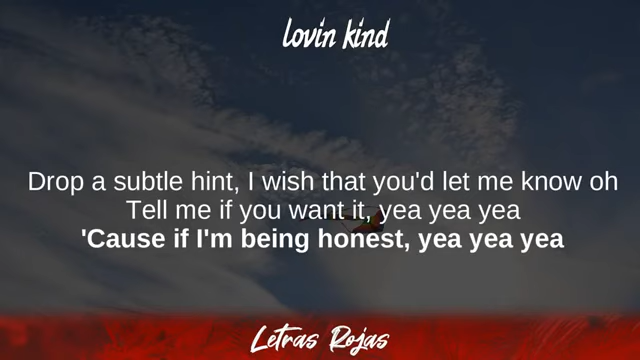 lovin kind
Drop a subtle hint, I wish that you'd let me know oh
Tell me if you want it, yea yea yea
'Cause if I'm being honest, yea yea yea
Letras Rojas